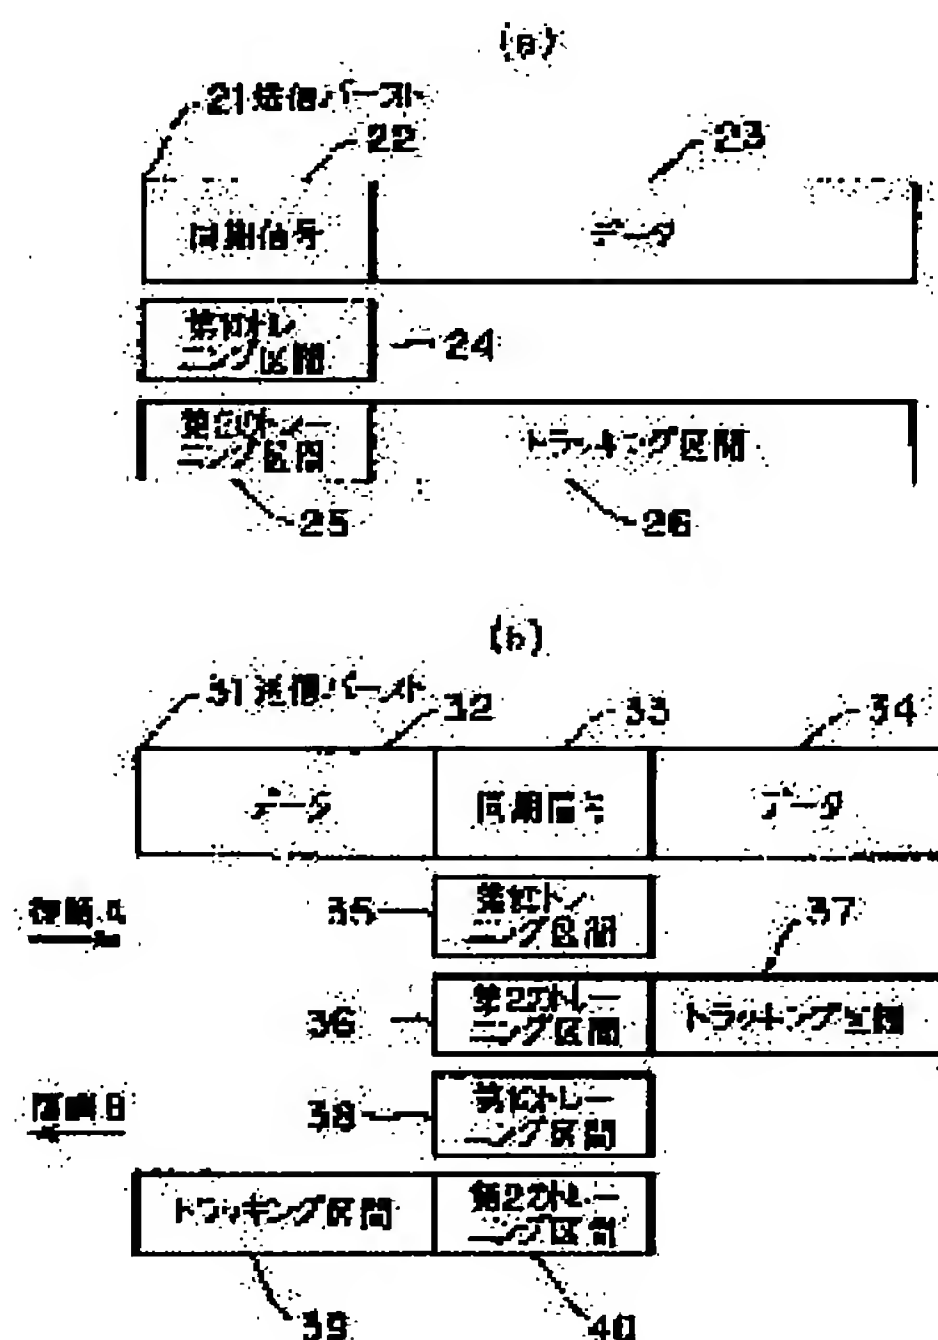 (a)
21 送信バースト
22
23
同期信号
データ
第1のトレ
ーニング区間
24
第2のトレー
ニング区間
トラッキング区間
25
26
(b)
31 送信バースト
32
33
34
データ
同期信号
データ
35
第1のトレ
ーニング区間
37
36
第2のトレー
ニング区間
トラッキング区間
38
第1のトレー
ニング区間
トラッキング区間
第2のトレー
ニング区間
39
40